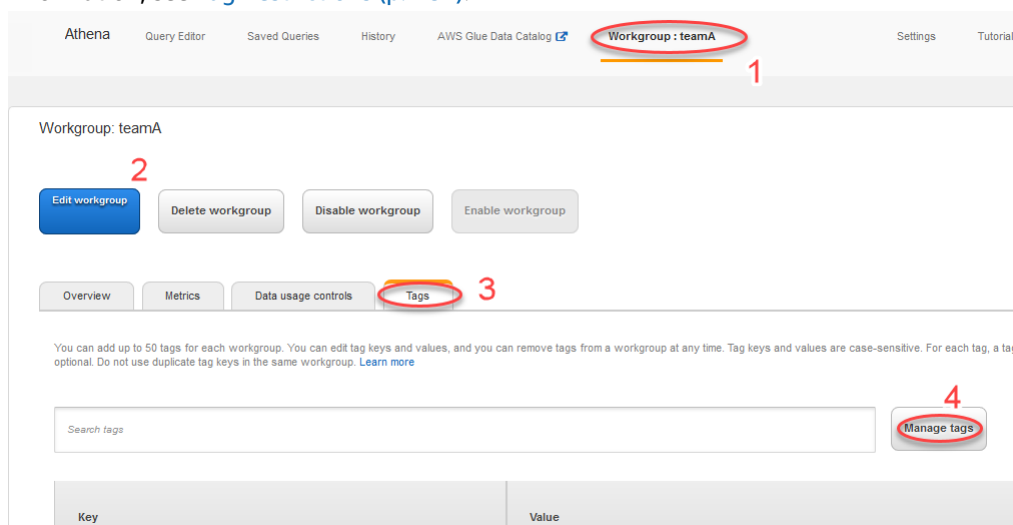 Athena Query Editor Saved Queries History AWS Glue Data Catalog Workgroup : teamA Settings Tutorial
1
Workgroup: teamA
2
Edit workgroup Delete workgroup Disable workgroup Enable workgroup
Overview Metrics Data usage controls Tags 3
You can add up to 50 tags for each workgroup. You can edit tag keys and values, and you can remove tags from a workgroup at any time. Tag keys and values are case-sensitive. For each tag, a tag
optional. Do not use duplicate tag keys in the same workgroup. Learn more
4
Search tags Manage tags
Key Value